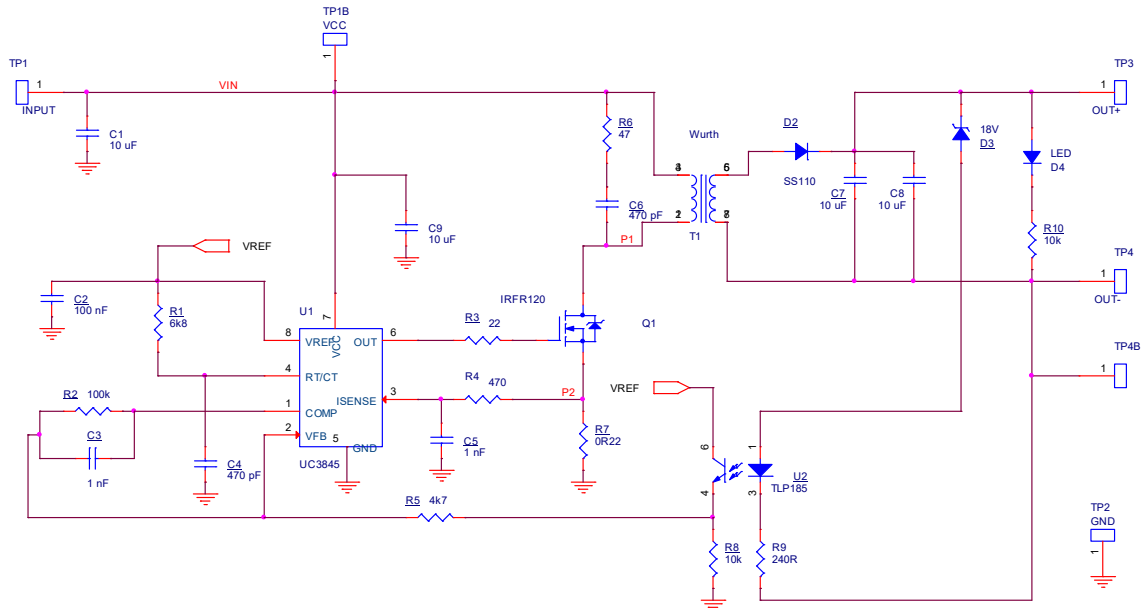 TP1B
VCC
1
TP1
1
INPUT
VIN
C1
10 uF
R6
47
C6
470 pF
P1
Wurth
T1
D2
SS110
C7
10 uF
C8
10 uF
18V
D3
LED
D4
R10
10k
TP3
1
OUT+
TP4
1
OUT-
TP4B
1
C9
10 uF
VREF
C2
100 nF
R1
6k8
U1
7
8
VREF
VCC
OUT
6
4
RT/CT
1
COMP
ISENSE
3
2
VFB
5
GND
UC3845
R3
22
IRFR120
Q1
R4
470
P2
VREF
R7
0R22
C5
1 nF
R2
100k
C3
1 nF
C4
470 pF
R5
4k7
6
4
1
3
U2
TLP185
R8
10k
R9
240R
TP2
GND
1